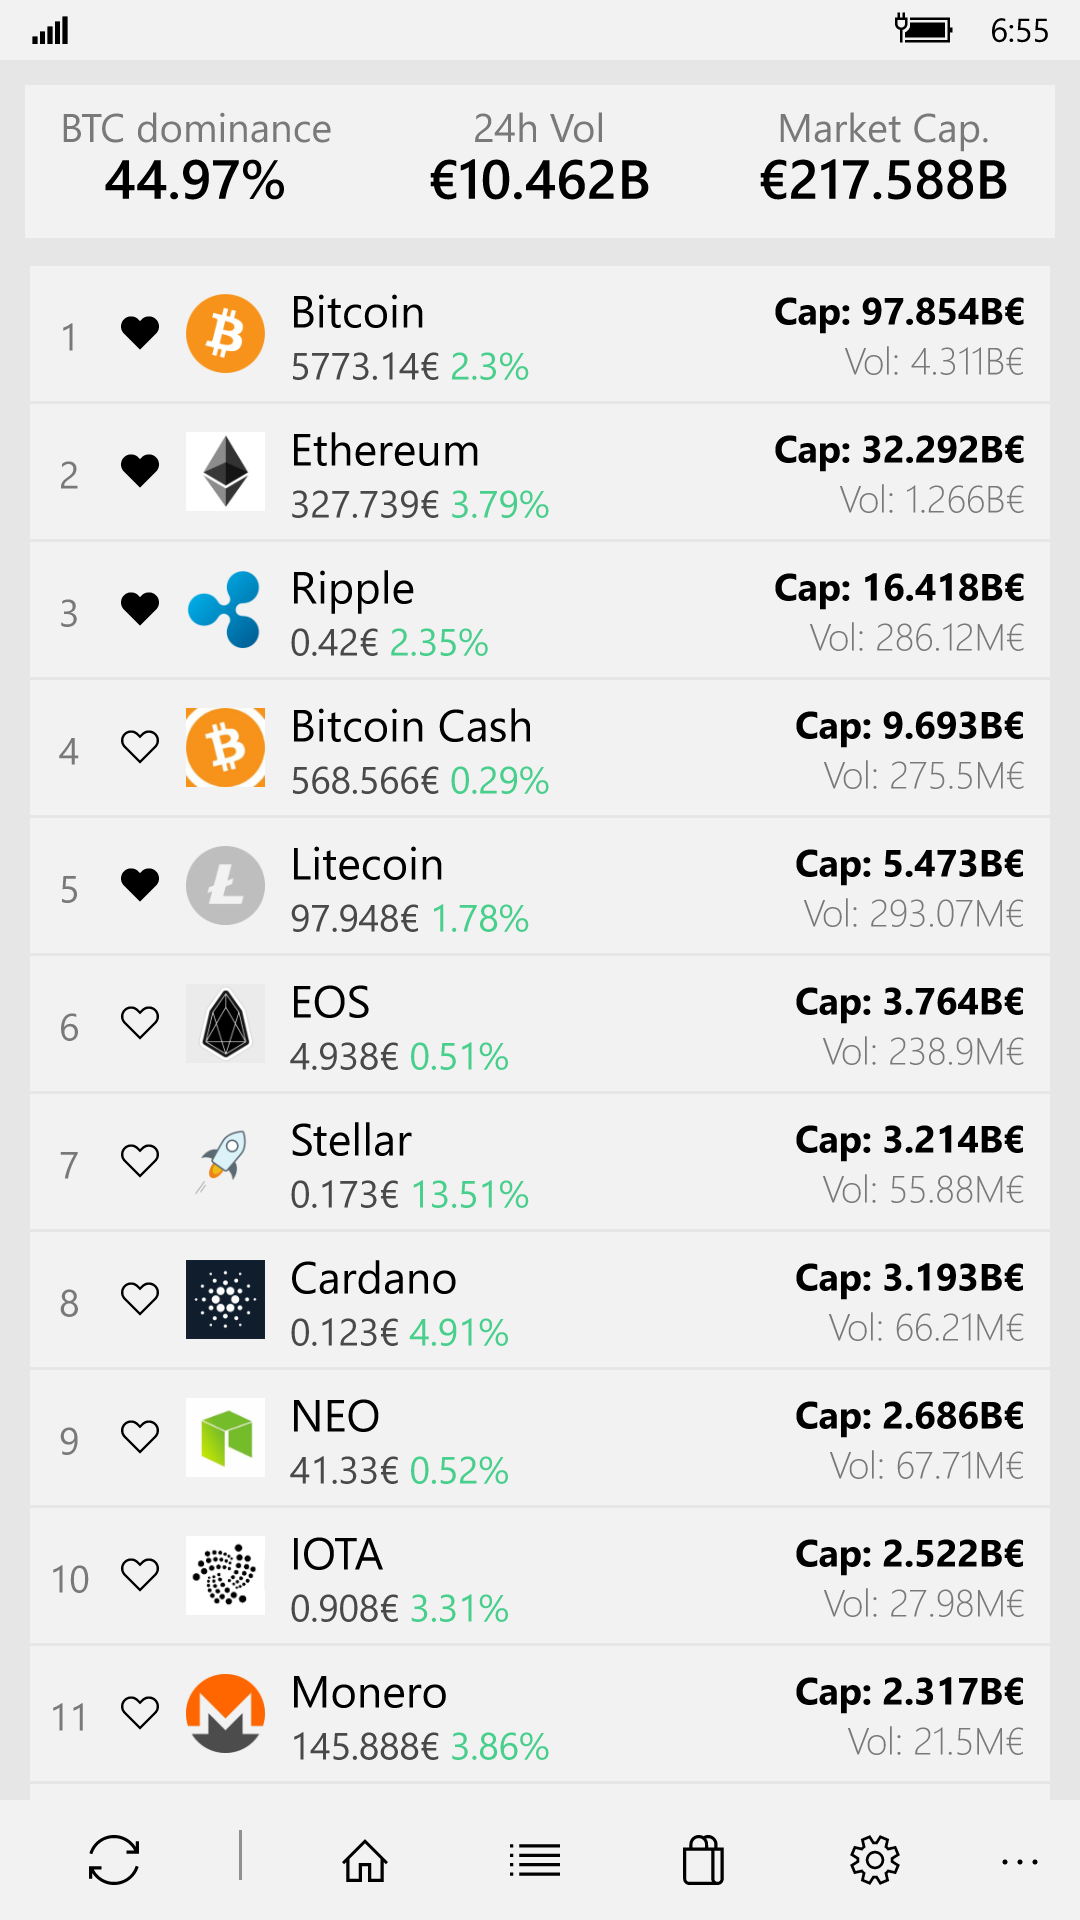 6:55
BTC dominance 24h Vol Market Cap.
44.97% €10.462B €217.588B
1 Bitcoin Cap: 97.854B€
5773.14€ 2.3% Vol: 4.311B€
2 Ethereum Cap: 32.292B€
327.739€ 3.79% Vol: 1.266B€
3 Ripple Cap: 16.418B€
0.42€ 2.35% Vol: 286.12M€
4 Bitcoin Cash Cap: 9.693B€
568.566€ 0.29% Vol: 275.5M€
5 Litecoin Cap: 5.473B€
97.948€ 1.78% Vol: 293.07M€
6 EOS Cap: 3.764B€
4.938€ 0.51% Vol: 238.9M€
7 Stellar Cap: 3.214B€
0.173€ 13.51% Vol: 55.88M€
8 Cardano Cap: 3.193B€
0.123€ 4.91% Vol: 66.21M€
9 NEO Cap: 2.686B€
41.33€ 0.52% Vol: 67.71M€
10 IOTA Cap: 2.522B€
0.908€ 3.31% Vol: 27.98M€
11 Monero Cap: 2.317B€
145.888€ 3.86% Vol: 21.5M€